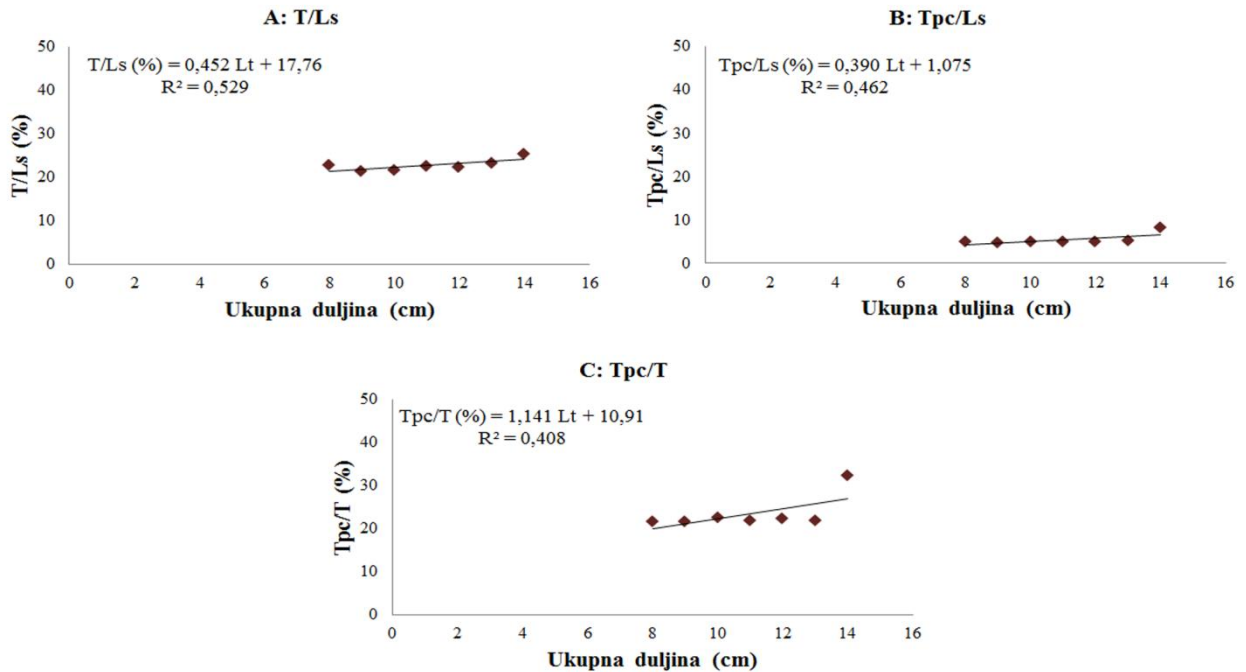 A: T/Ls
T/Ls (%) = 0,452 Lt + 17,76
R² = 0,529
T/Ls (%)
50
40
30
20
10
0
0 2 4 6 8 10 12 14 16
Ukupna duljina (cm)
B: Tpc/Ls
Tpc/Ls (%) = 0,390 Lt + 1,075
R² = 0,462
Tpc/Ls (%)
50
40
30
20
10
0
0 2 4 6 8 10 12 14 16
Ukupna duljina (cm)
C: Tpc/T
Tpc/T (%) = 1,141 Lt + 10,91
R² = 0,408
Tpc/T (%)
50
40
30
20
10
0
0 2 4 6 8 10 12 14 16
Ukupna duljina (cm)